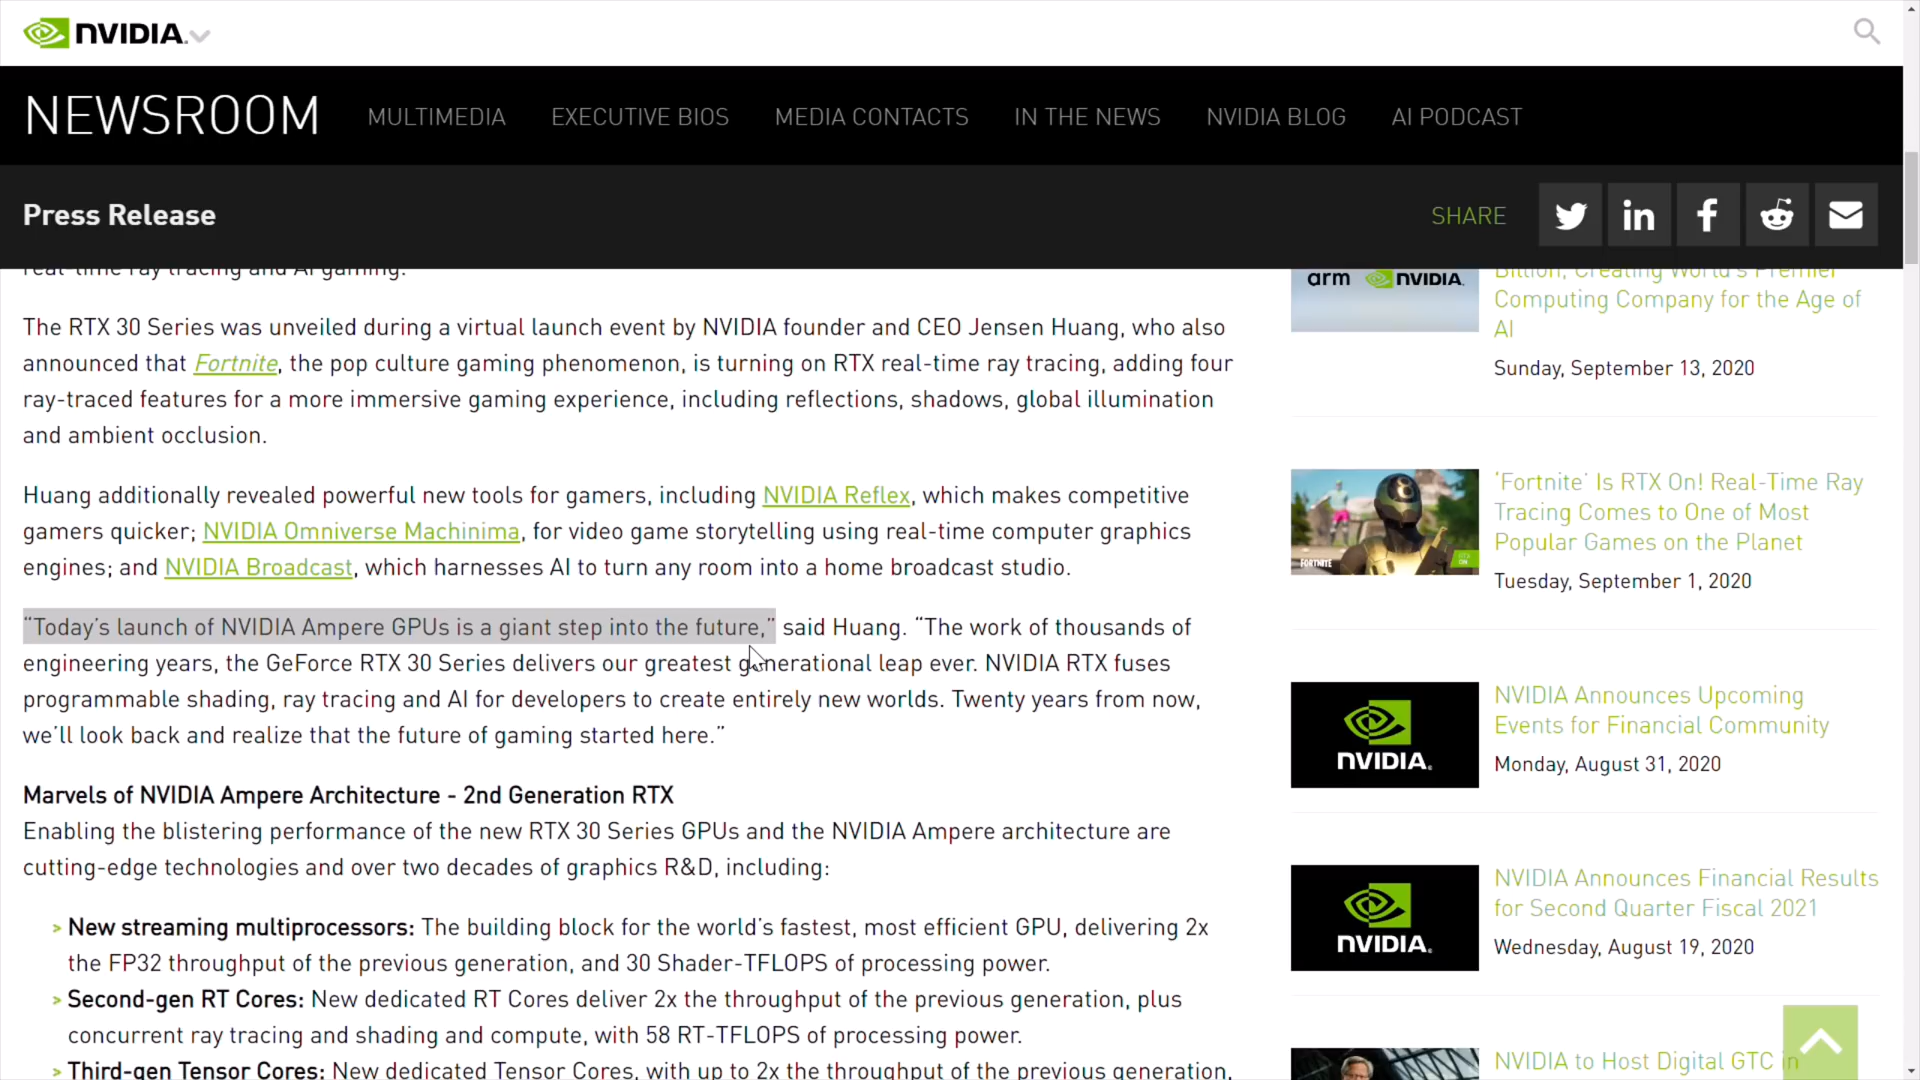 NVIDIA.
NEWSROOM
MULTIMEDIA
EXECUTIVE BIOS
MEDIA CONTACTS
IN THE NEWS
NVIDIA BLOG
AI PODCAST
Press Release
SHARE
real-time ray tracing and AI gaming.
The RTX 30 Series was unveiled during a virtual launch event by NVIDIA founder and CEO Jensen Huang, who also
announced that Fortnite, the pop culture gaming phenomenon, is turning on RTX real-time ray tracing, adding four
ray-traced features for a more immersive gaming experience, including reflections, shadows, global illumination
and ambient occlusion.
Huang additionally revealed powerful new tools for gamers, including NVIDIA Reflex, which makes competitive
gamers quicker; NVIDIA Omniverse Machinima, for video game storytelling using real-time computer graphics
engines; and NVIDIA Broadcast, which harnesses AI to turn any room into a home broadcast studio.
“Today’s launch of NVIDIA Ampere GPUs is a giant step into the future,” said Huang. “The work of thousands of
engineering years, the GeForce RTX 30 Series delivers our greatest generational leap ever. NVIDIA RTX fuses
programmable shading, ray tracing and AI for developers to create entirely new worlds. Twenty years from now,
we’ll look back and realize that the future of gaming started here.”
Marvels of NVIDIA Ampere Architecture - 2nd Generation RTX
Enabling the blistering performance of the new RTX 30 Series GPUs and the NVIDIA Ampere architecture are
cutting-edge technologies and over two decades of graphics R&D, including:
> New streaming multiprocessors: The building block for the world’s fastest, most efficient GPU, delivering 2x
the FP32 throughput of the previous generation, and 30 Shader-TFLOPS of processing power.
> Second-gen RT Cores: New dedicated RT Cores deliver 2x the throughput of the previous generation, plus
concurrent ray tracing and shading and compute, with 58 RT-TFLOPS of processing power.
> Third-gen Tensor Cores: New dedicated Tensor Cores, with up to 2x the throughput of the previous generation,
arm NVIDIA.
Billion, Creating World's Premier
Computing Company for the Age of
AI
Sunday, September 13, 2020
FORTNITE
RTX
ON
‘Fortnite’ Is RTX On! Real-Time Ray
Tracing Comes to One of Most
Popular Games on the Planet
Tuesday, September 1, 2020
NVIDIA.
NVIDIA Announces Upcoming
Events for Financial Community
Monday, August 31, 2020
NVIDIA.
NVIDIA Announces Financial Results
for Second Quarter Fiscal 2021
Wednesday, August 19, 2020
NVIDIA to Host Digital GTC in